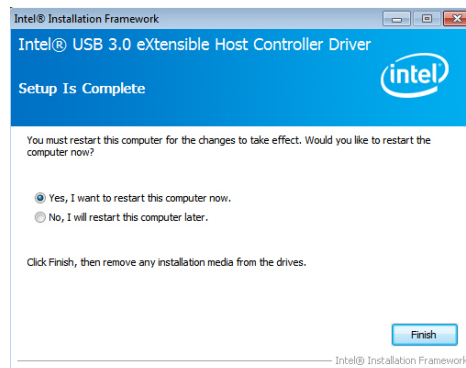 Intel® Installation Framework
Intel® USB 3.0 eXtensible Host Controller Driver
Setup Is Complete
intel®
You must restart this computer for the changes to take effect. Would you like to restart the
computer now?
Yes, I want to restart this computer now.
No, I will restart this computer later.
Click Finish, then remove any installation media from the drives.
Finish
Intel® Installation Framework